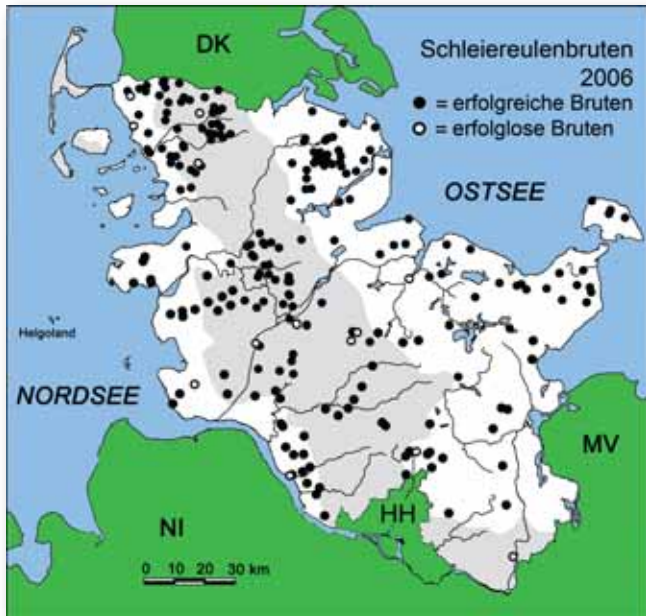 DK
Schleiereulenbruten
2006
= erfolgreiche Bruten
= erfolglose Bruten
OSTSEE
Helgoland
NORDSEE
MV
HH
NI
0 10 20 30 km